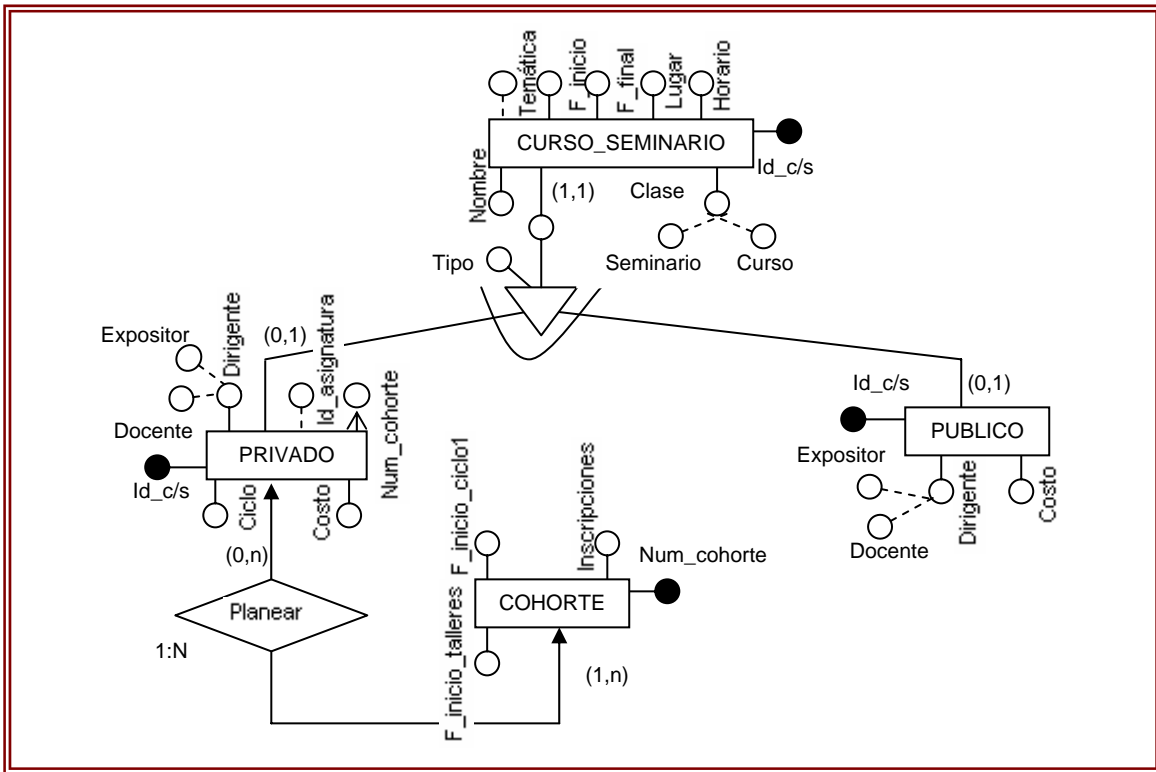 Temática
F_inicio
F_final
Lugar
Horario
CURSO_SEMINARIO
Id_c/s
Nombre
(1,1)
Clase
Seminario
Curso
Tipo
Expositor
Dirigente
(0,1)
Id_asignatura
Num_cohorte
Docente
PRIVADO
Id_c/s
Ciclo
Costo
(0,n)
Id_c/s
(0,1)
PUBLICO
Expositor
Docente
Dirigente
Costo
F_inicio_ciclo1
Inscripciones
Num_cohorte
COHORTE
F_inicio_talleres
Planear
1:N
(1,n)